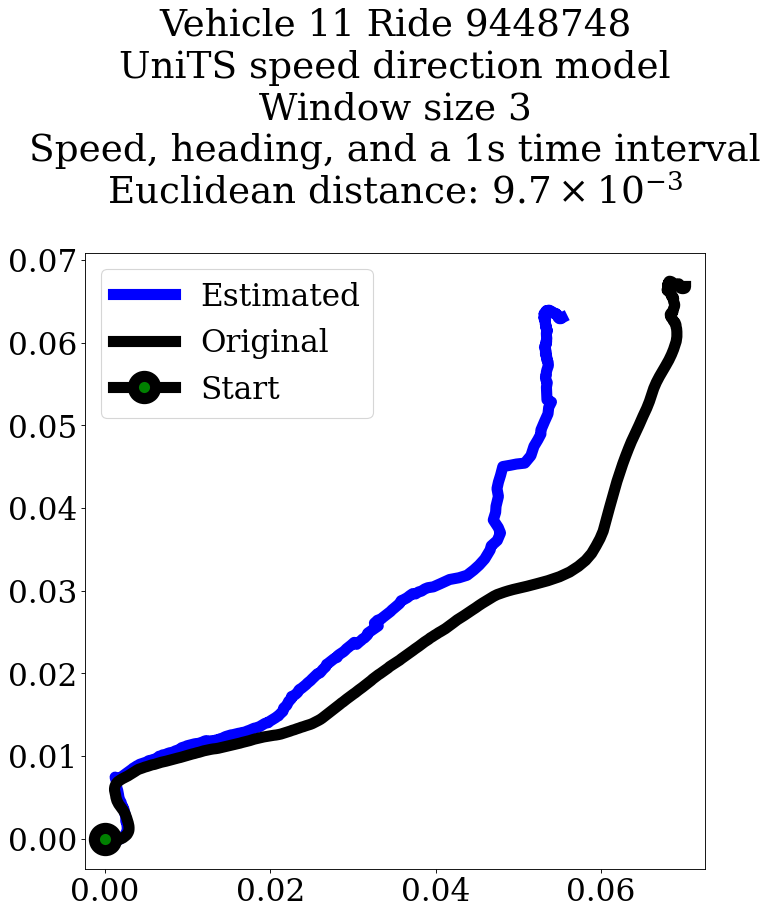 Vehicle 11 Ride 9448748
UniTS speed direction model
Window size 3
Speed, heading, and a 1s time interval
Euclidean distance: 9.7 × 10⁻³
Estimated
Original
Start
0.07
0.06
0.05
0.04
0.03
0.02
0.01
0.00
0.00 0.02 0.04 0.06